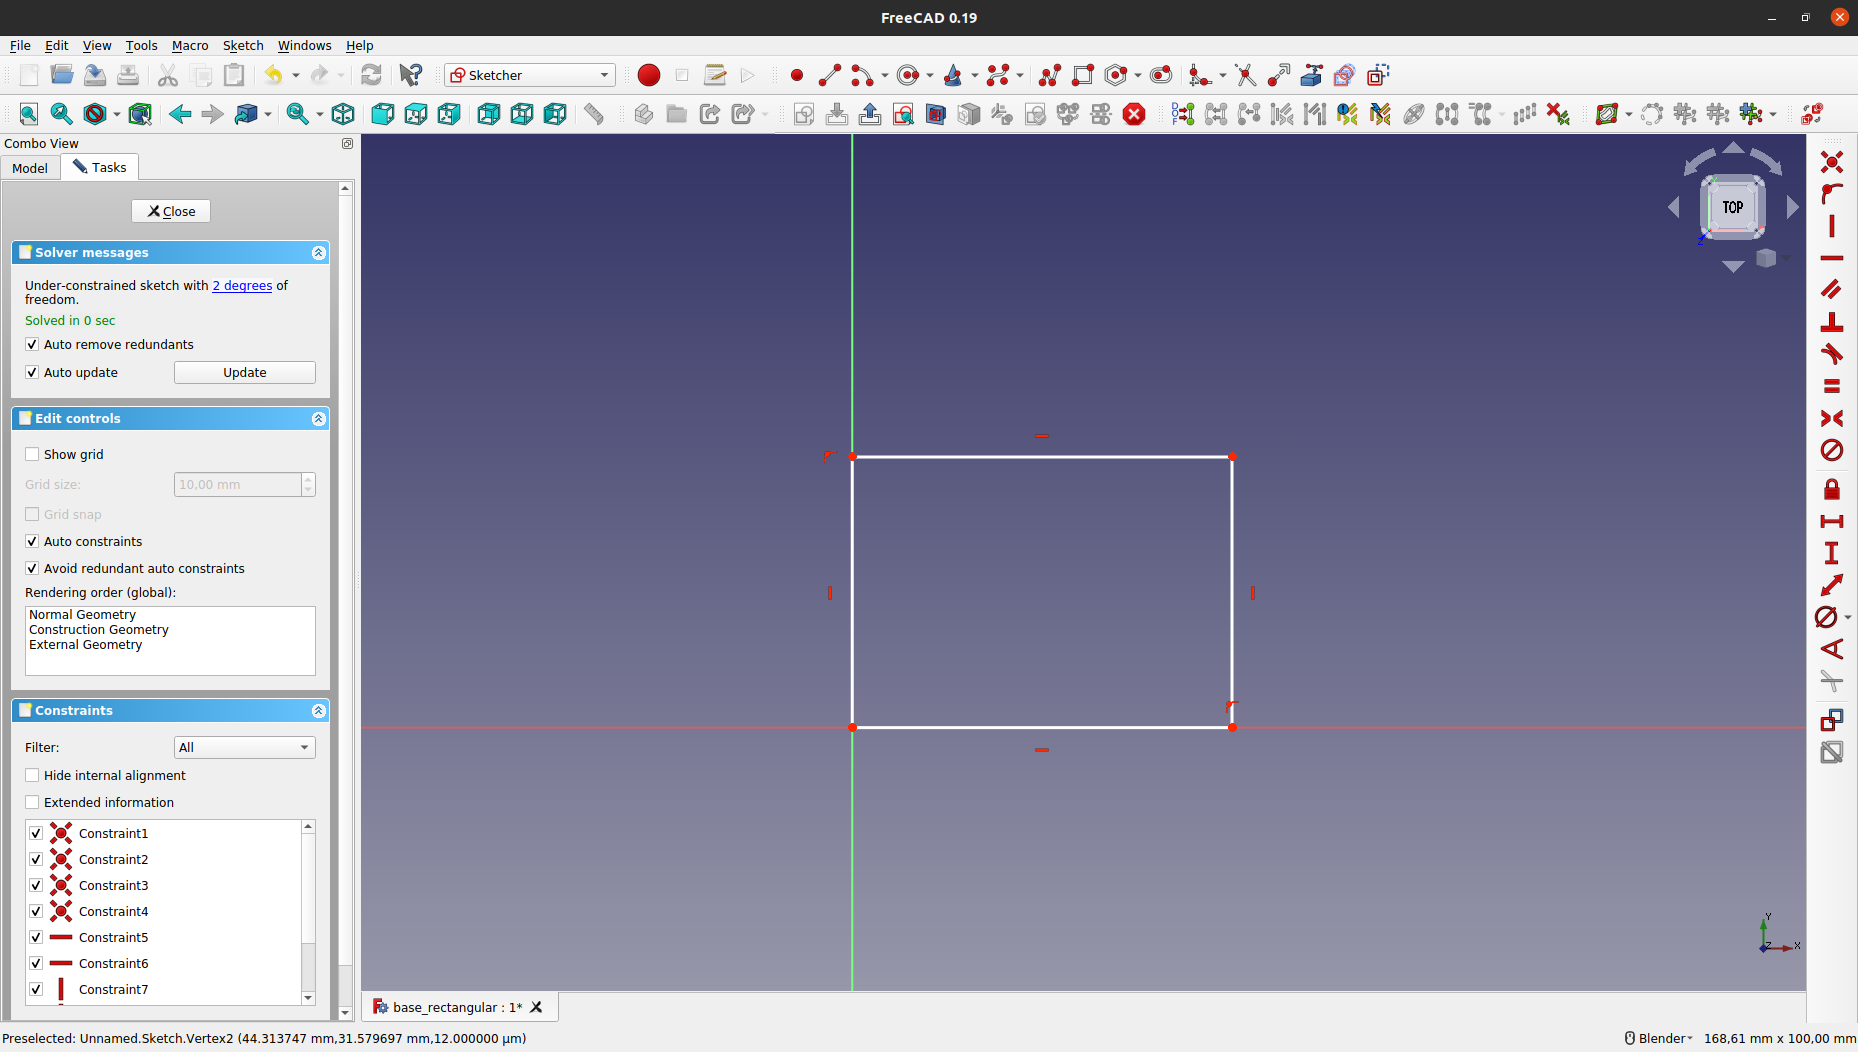 FreeCAD 0.19
File Edit View Tools Macro Sketch Windows Help
Sketcher
Combo View
Model Tasks
Close
Solver messages
Under-constrained sketch with 2 degrees of
freedom.
Solved in 0 sec
Auto remove redundants
Auto update Update
Edit controls
Show grid
Grid size: 10,00 mm
Grid snap
Auto constraints
Avoid redundant auto constraints
Rendering order (global):
Normal Geometry
Construction Geometry
External Geometry
Constraints
Filter: All
Hide internal alignment
Extended information
Constraint1
Constraint2
Constraint3
Constraint4
Constraint5
Constraint6
Constraint7
TOP
Z
Y
Z X
base_rectangular : 1*
Preselected: Unnamed.Sketch.Vertex2 (44.313747 mm,31.579697 mm,12.000000 µm)
Blender 168,61 mm x 100,00 mm